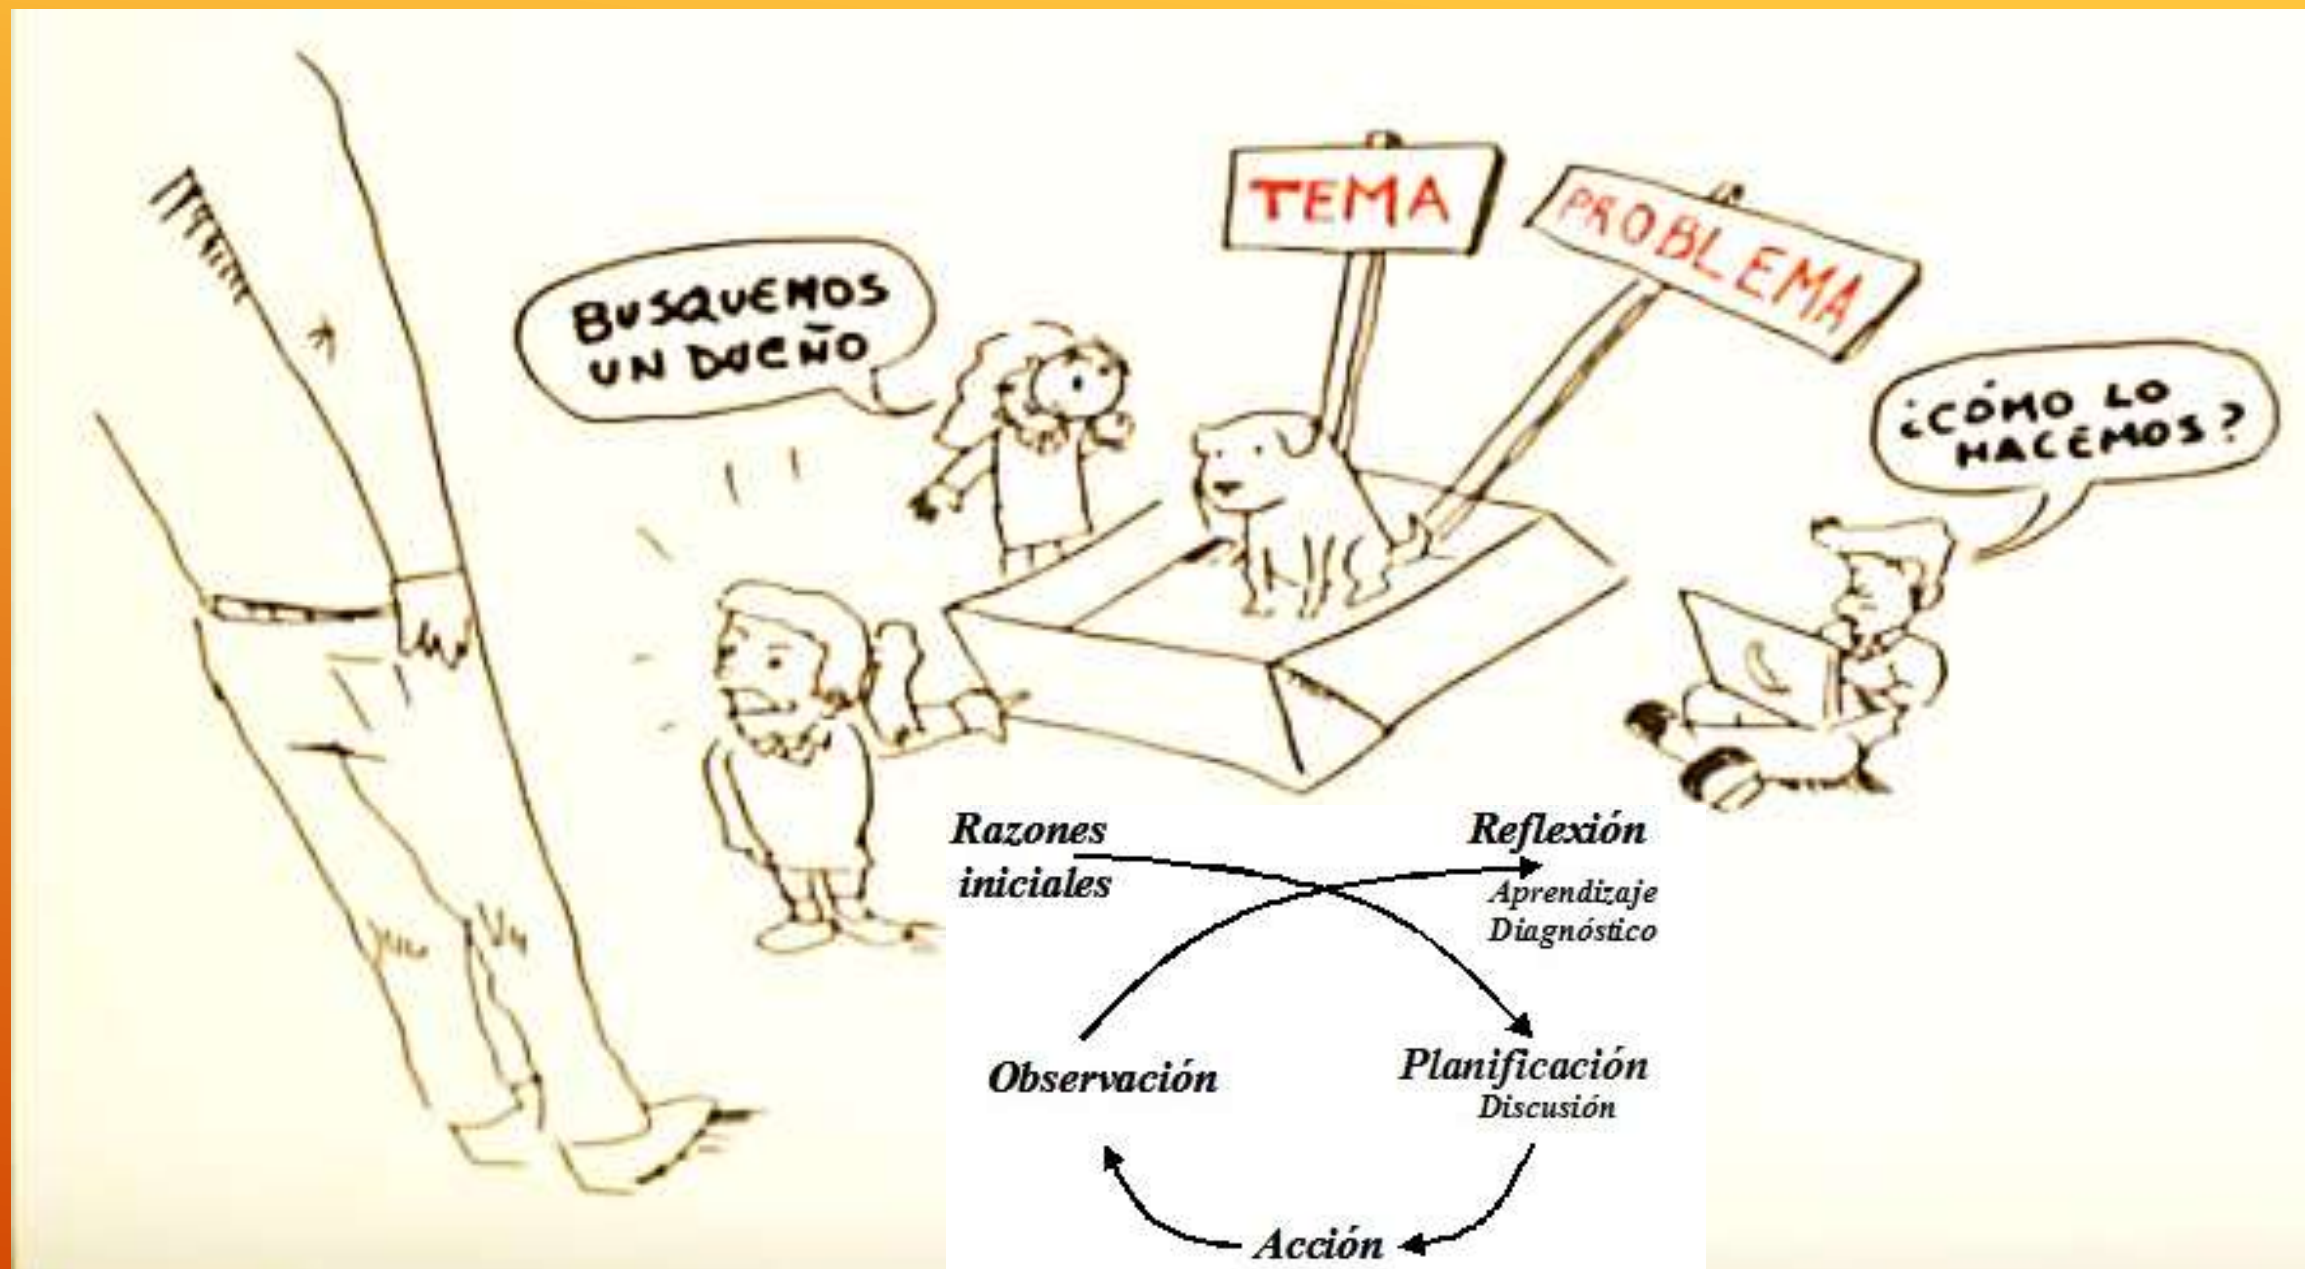 TEMA
PROBLEMA
BUSQUEMOS
UN DUEÑO
¿CÓMO LO
HACEMOS?
Razones
iniciales
Reflexión
Aprendizaje
Diagnóstico
Observación
Planificación
Discusión
Acción